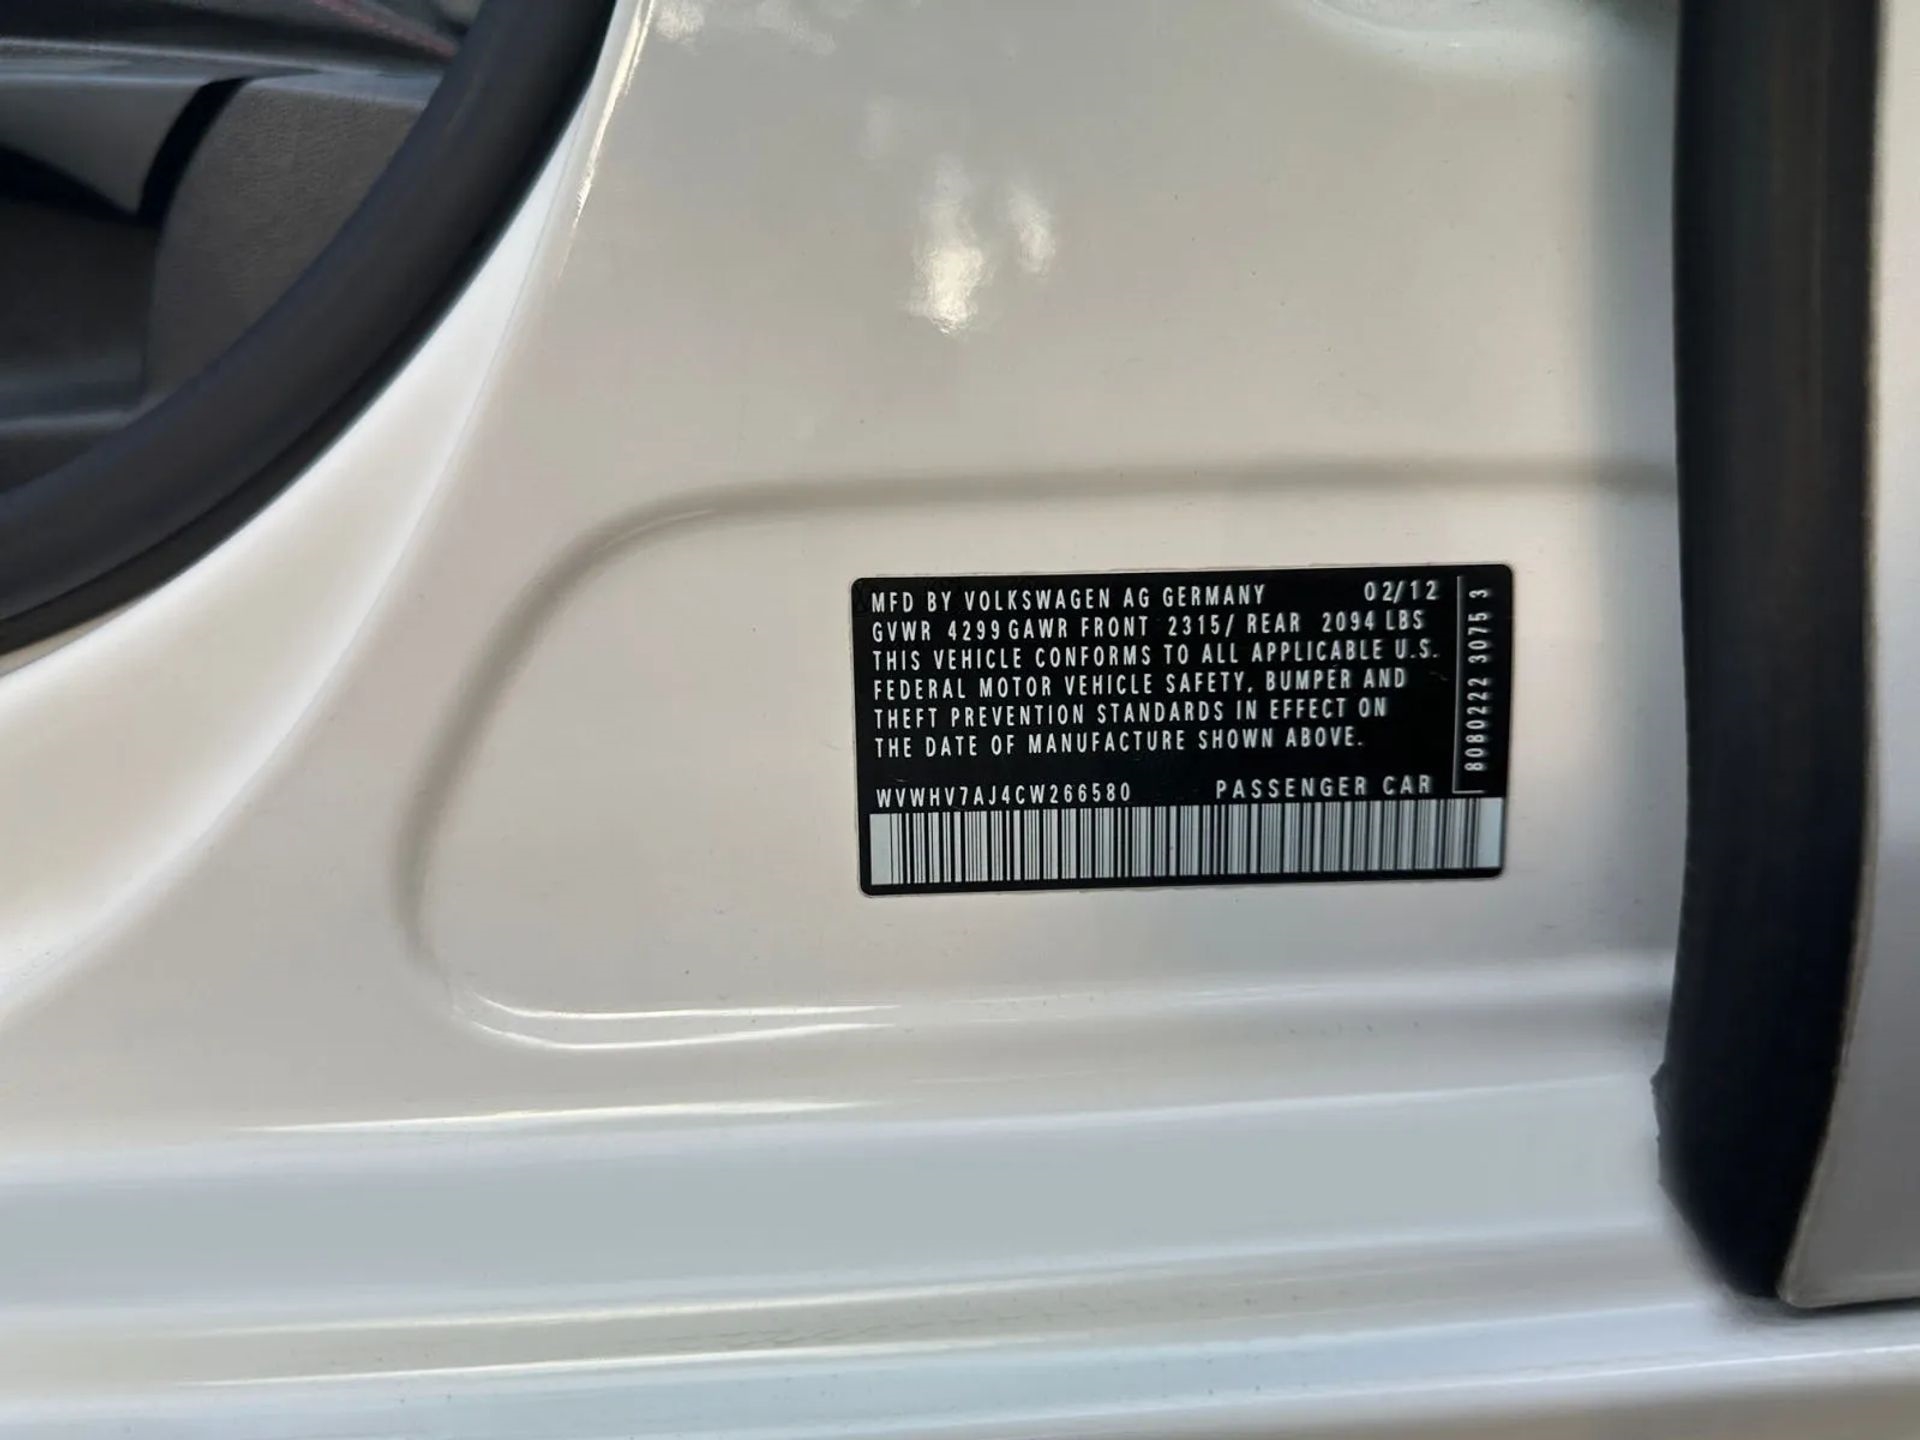 MFD BY VOLKSWAGEN AG GERMANY 02/12
GVWR 4299 GAWR FRONT 2315/ REAR 2094 LBS
THIS VEHICLE CONFORMS TO ALL APPLICABLE U.S.
FEDERAL MOTOR VEHICLE SAFETY, BUMPER AND
THEFT PREVENTION STANDARDS IN EFFECT ON
THE DATE OF MANUFACTURE SHOWN ABOVE.
WVWHV7AJ4CW266580 PASSENGER CAR
8080222 30753